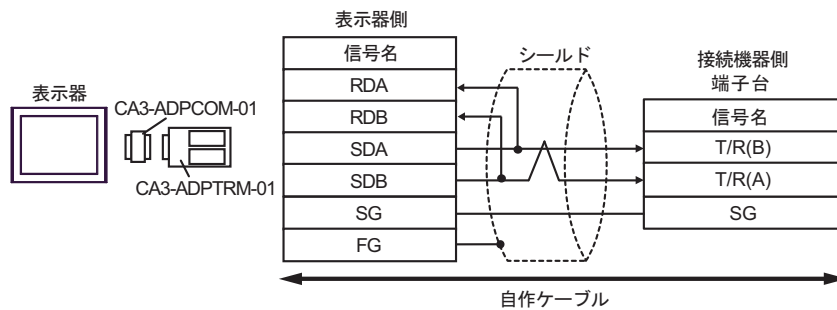 表示器
CA3-ADPCOM-01
CA3-ADPTRM-01
表示器側
信号名
RDA
RDB
SDA
SDB
SG
FG
シールド
接続機器側
端子台
信号名
T/R(B)
T/R(A)
SG
自作ケーブル